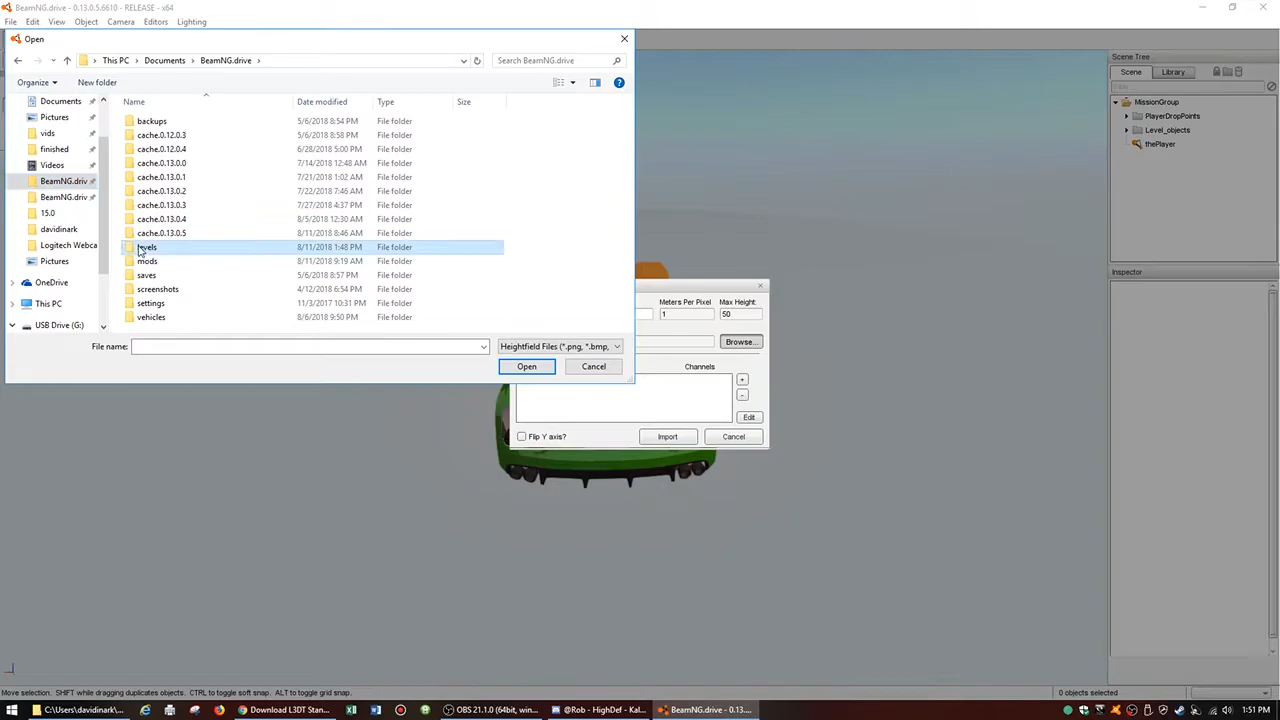 BeamNG.drive - 0.13.0.5.6610 - RELEASE - x64
File Edit View Object Camera Editors Lighting
Open
This PC > Documents > BeamNG.drive >
Search BeamNG.drive
Organize
New folder
Name Date modified Type Size
Documents
Pictures
vids
finished
Videos
BeamNG.driv
BeamNG.driv
15.0
davidinark
Logitech Webca
Pictures
OneDrive
This PC
USB Drive (G:)
backups 5/6/2018 8:54 PM File folder
cache.0.12.0.3 5/6/2018 8:58 PM File folder
cache.0.12.0.4 6/28/2018 5:00 PM File folder
cache.0.13.0.0 7/14/2018 12:48 AM File folder
cache.0.13.0.1 7/21/2018 1:02 AM File folder
cache.0.13.0.2 7/22/2018 7:46 AM File folder
cache.0.13.0.3 7/27/2018 4:37 PM File folder
cache.0.13.0.4 8/5/2018 12:30 AM File folder
cache.0.13.0.5 8/11/2018 8:46 AM File folder
levels 8/11/2018 1:48 PM File folder
mods 8/11/2018 9:19 AM File folder
saves 5/6/2018 8:57 PM File folder
screenshots 4/12/2018 6:54 PM File folder
settings 11/3/2017 10:31 PM File folder
vehicles 8/6/2018 9:50 PM File folder
File name:
Heightfield Files (*.png, *.bmp,
Open Cancel
Meters Per Pixel Max Height:
1 50
Browse...
Channels
+
-
Edit
Flip Y axis?
Import Cancel
Scene Tree
Scene Library
MissionGroup
PlayerDropPoints
Level_objects
thePlayer
Inspector
Move selection. SHIFT while dragging duplicates objects. CTRL to toggle soft snap. ALT to toggle grid snap.
0 objects selected
C:\Users\davidinark...
Download L3DT Stan...
OBS 21.1.0 (64bit, win...
@Rob - HighDef - Kal...
BeamNG.drive - 0.13....
1:51 PM